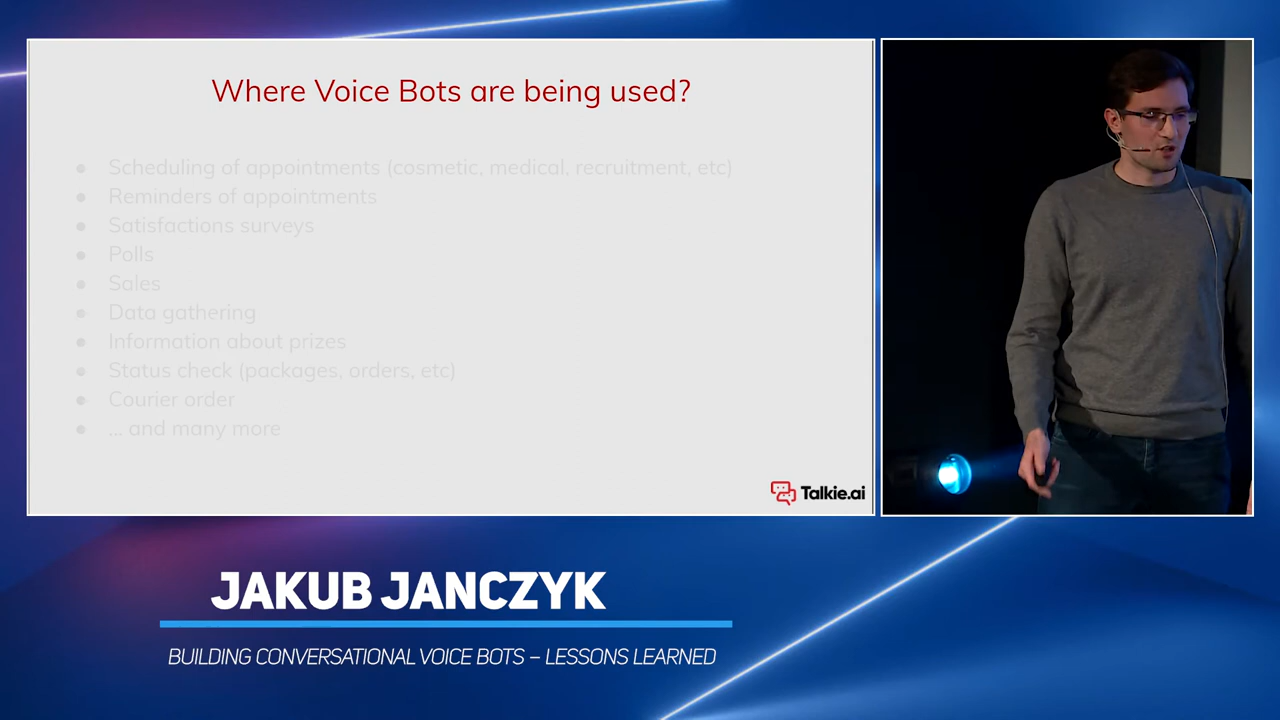 Where Voice Bots are being used?
● Scheduling of appointments (cosmetic, medical, recruitment, etc)
● Reminders of appointments
● Satisfactions surveys
● Polls
● Sales
● Data gathering
● Information about prizes
● Status check (packages, orders, etc)
● Courier order
● ... and many more
Talkie.ai
JAKUB JANCZYK
BUILDING CONVERSATIONAL VOICE BOTS – LESSONS LEARNED